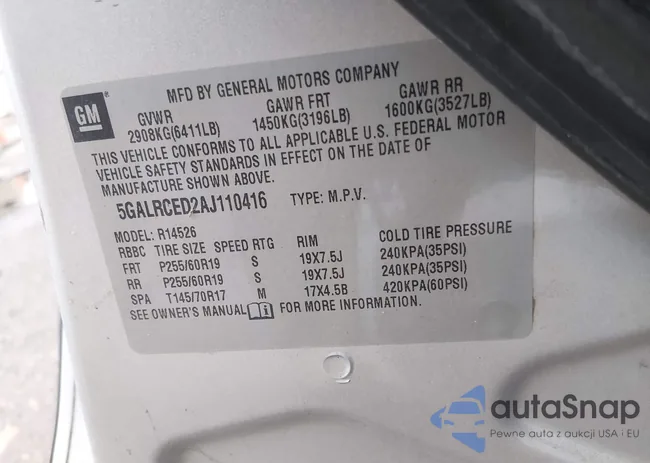 MFD BY GENERAL MOTORS COMPANY
GM
GVWR GAWR FRT GAWR RR
2908KG(6411LB) 1450KG(3196LB) 1600KG(3527LB)
THIS VEHICLE CONFORMS TO ALL APPLICABLE U.S. FEDERAL MOTOR
VEHICLE SAFETY STANDARDS IN EFFECT ON THE DATE OF
MANUFACTURE SHOWN ABOVE.
5GALRCED2AJ110416 TYPE: M.P.V.
MODEL: R14526
RBBC TIRE SIZE SPEED RTG RIM COLD TIRE PRESSURE
FRT P255/60R19 S 19X7.5J 240KPA(35PSI)
RR P255/60R19 S 19X7.5J 240KPA(35PSI)
SPA T145/70R17 M 17X4.5B 420KPA(60PSI)
SEE OWNER'S MANUAL FOR MORE INFORMATION.
autaSnap
Pewne auta z aukcji USA i EU